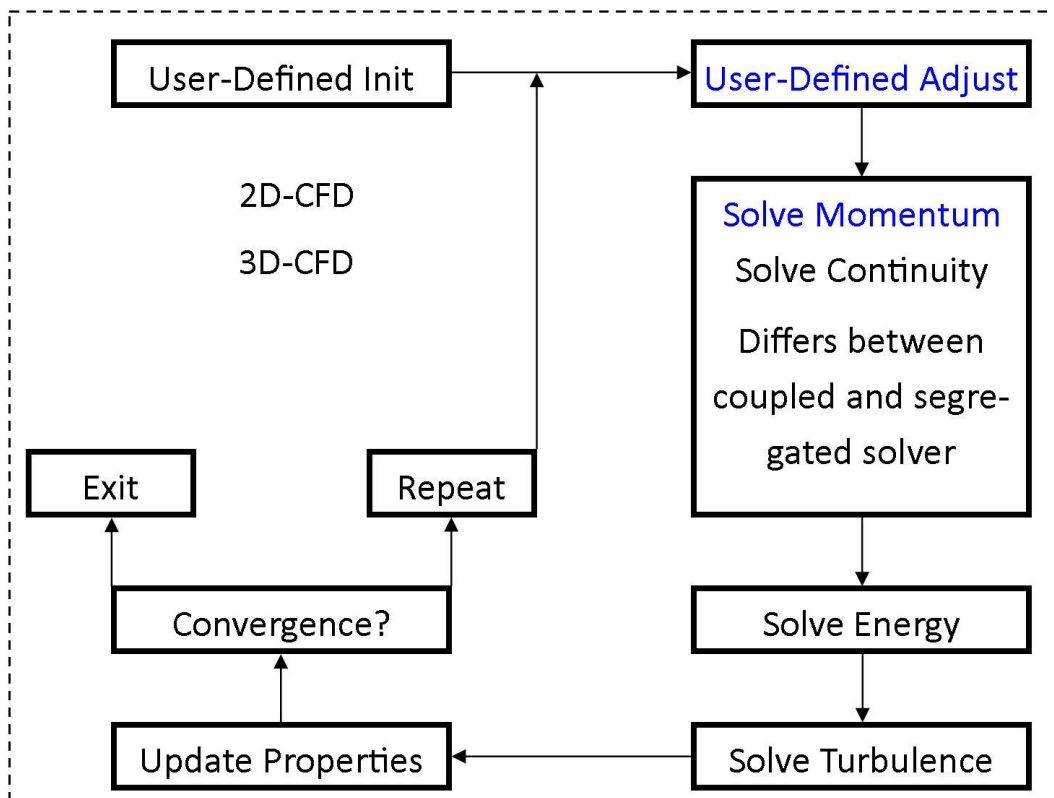 User-Defined Init
User-Defined Adjust
2D-CFD
3D-CFD
Solve Momentum
Solve Continuity
Differs between
coupled and segre-
gated solver
Exit
Repeat
Convergence?
Solve Energy
Update Properties
Solve Turbulence